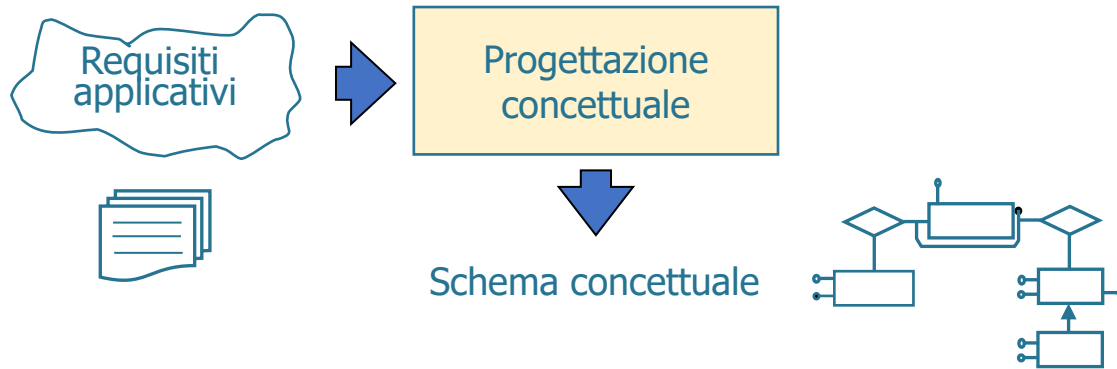 Requisiti
applicativi
Progettazione
concettuale
Schema concettuale